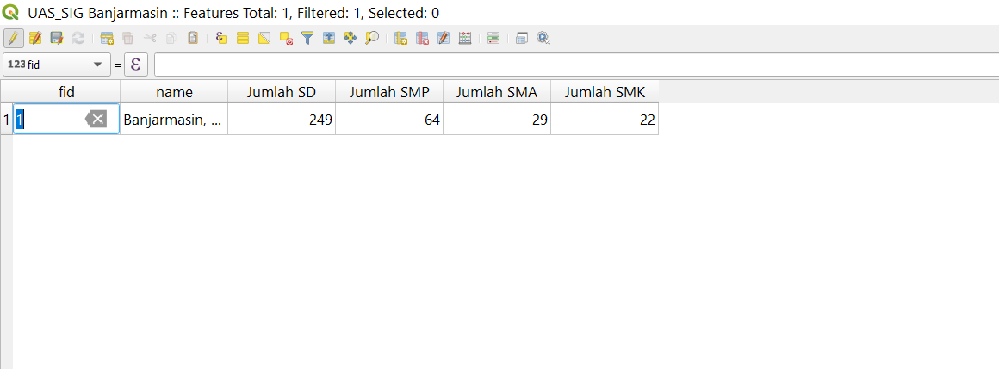 UAS_SIG Banjarmasin :: Features Total: 1, Filtered: 1, Selected: 0
123 fid = ε
fid name Jumlah SD Jumlah SMP Jumlah SMA Jumlah SMK
1 1 Banjarmasin, ... 249 64 29 22